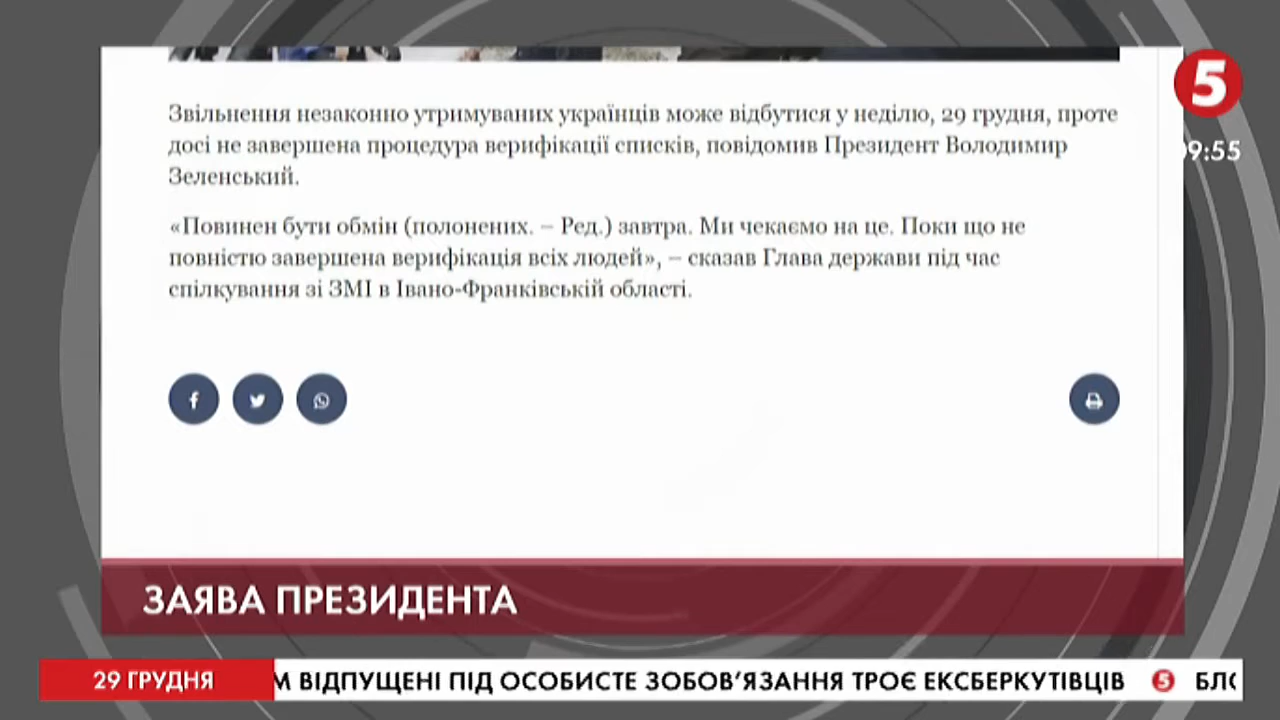 Звільнення незаконно утримуваних українців може відбутися у неділю, 29 грудня, проте
досі не завершена процедура верифікації списків, повідомив Президент Володимир
Зеленський.
«Повинен бути обмін (полонених. – Ред.) завтра. Ми чекаємо на це. Поки що не
повністю завершена верифікація всіх людей», – сказав Глава держави під час
спілкування зі ЗМІ в Івано-Франківській області.
5
9:55
ЗАЯВА ПРЕЗИДЕНТА
29 ГРУДНЯ
М ВІДПУЩЕНІ ПІД ОСОБИСТЕ ЗОБОВ’ЯЗАННЯ ТРОЄ ЕКСБЕРКУТІВЦІВ 5